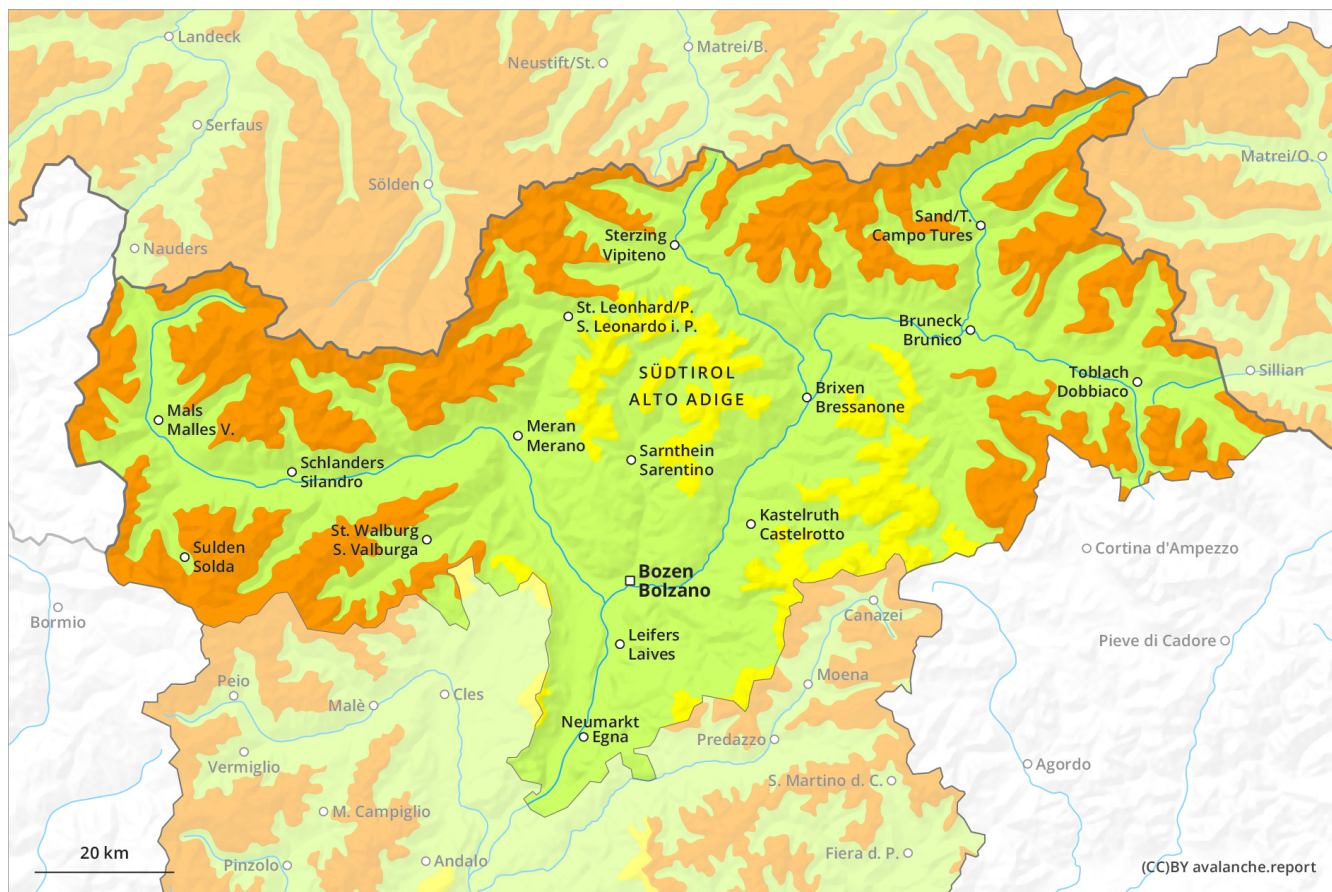 Landeck
Matrei/B.
Neustift/St.
Serfaus
Matrei/O.
Sölden
Sand/T.
Campo Tures
Sterzing
Vipiteno
Nauders
St. Leonhard/P.
S. Leonardo i. P.
Bruneck
Brunico
SÜDTIROL
ALTO ADIGE
Toblach
Dobbiaco
Sillian
Brixen
Bressanone
Mals
Malles V.
Meran
Merano
Sarnthein
Sarentino
Schlanders
Silandro
Kastelruth
Castelrotto
St. Walburg
S. Valburga
Sulden
Solda
Cortina d'Ampezzo
Bozen
Bolzano
Bormio
Canazei
Leifers
Laives
Pieve di Cadore
Peio
Moena
Malè
Cles
Neumarkt
Egna
Predazzo
Vermiglio
Agordo
S. Martino d. C.
M. Campiglio
20 km
Fiera d. P.
Pinzolo
Andalo
(CC)BY avalanche.report